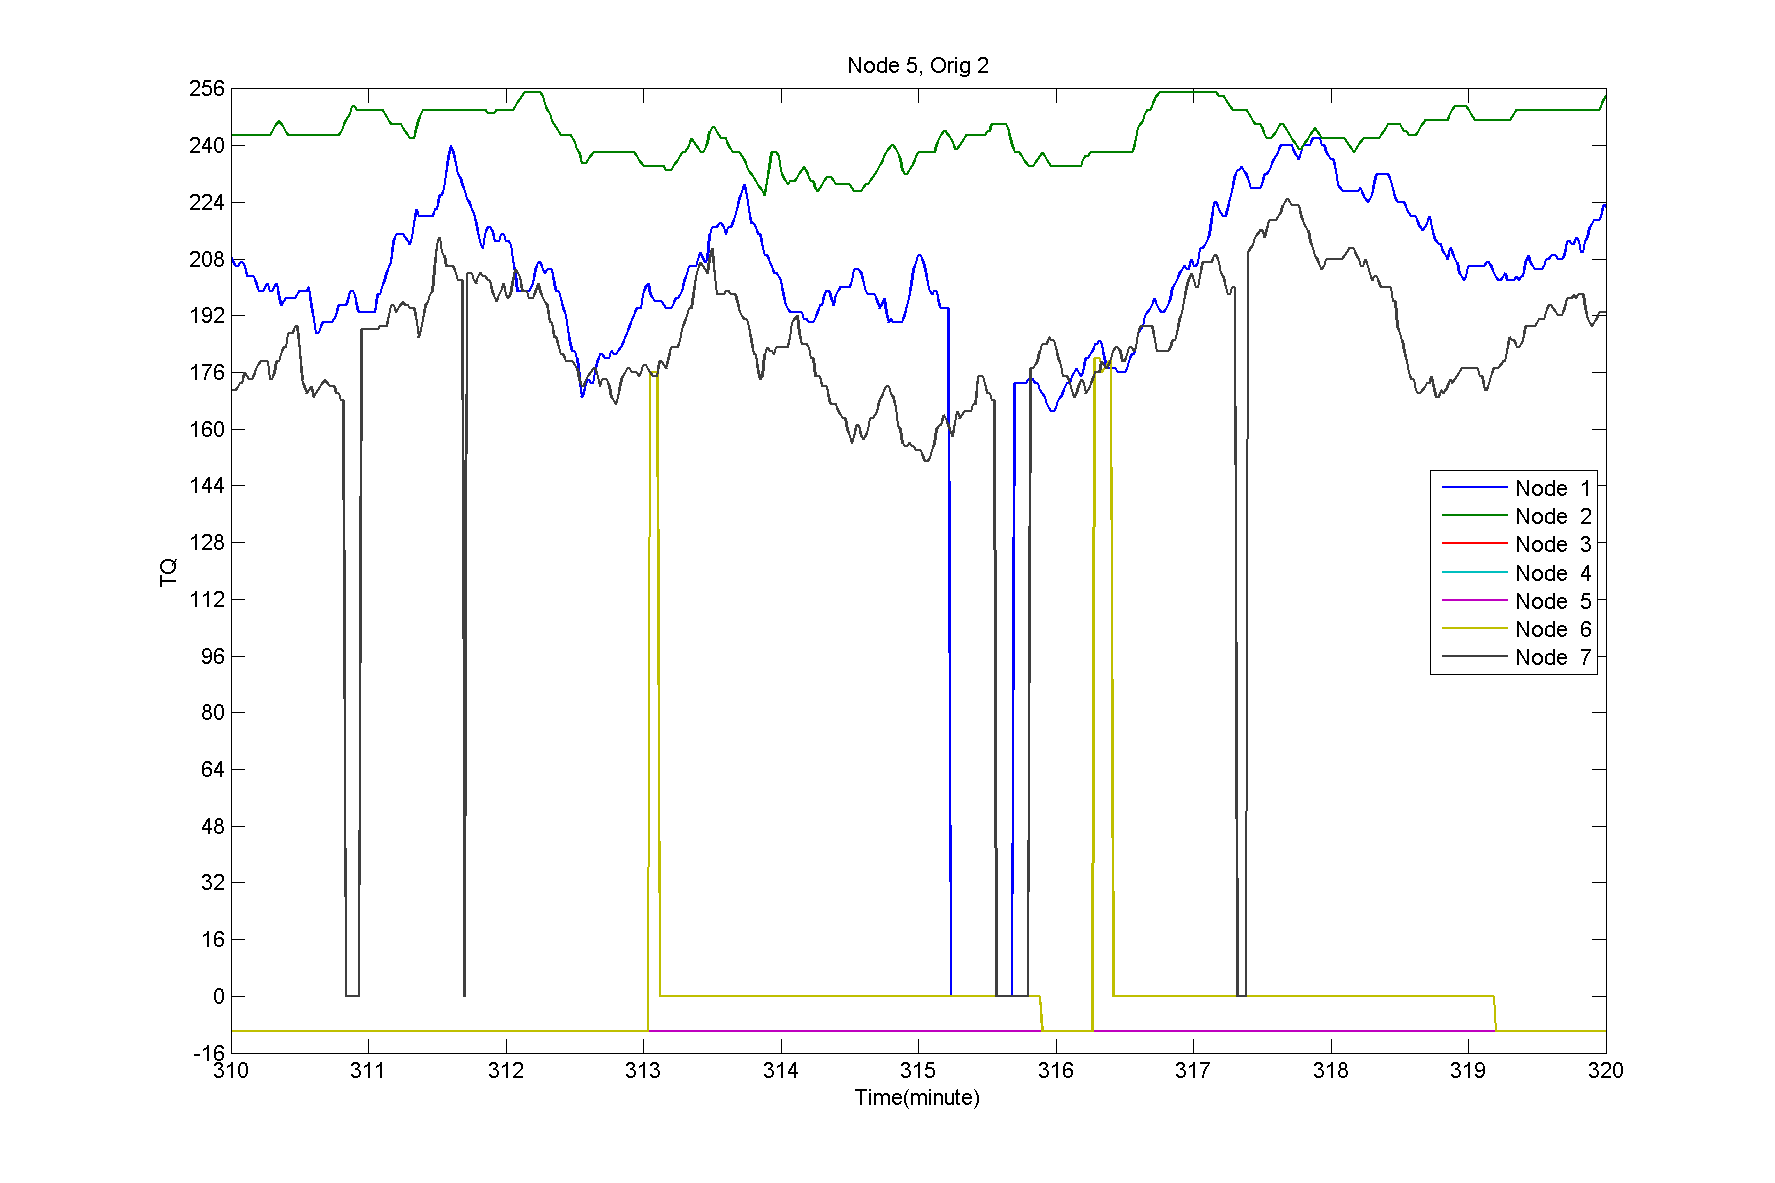 Node 5, Orig 2
256
240
224
208
192
176
160
144
128
112
96
80
64
48
32
16
0
-16
TQ
Node 1
Node 2
Node 3
Node 4
Node 5
Node 6
Node 7
310 311 312 313 314 315 316 317 318 319 320
Time(minute)